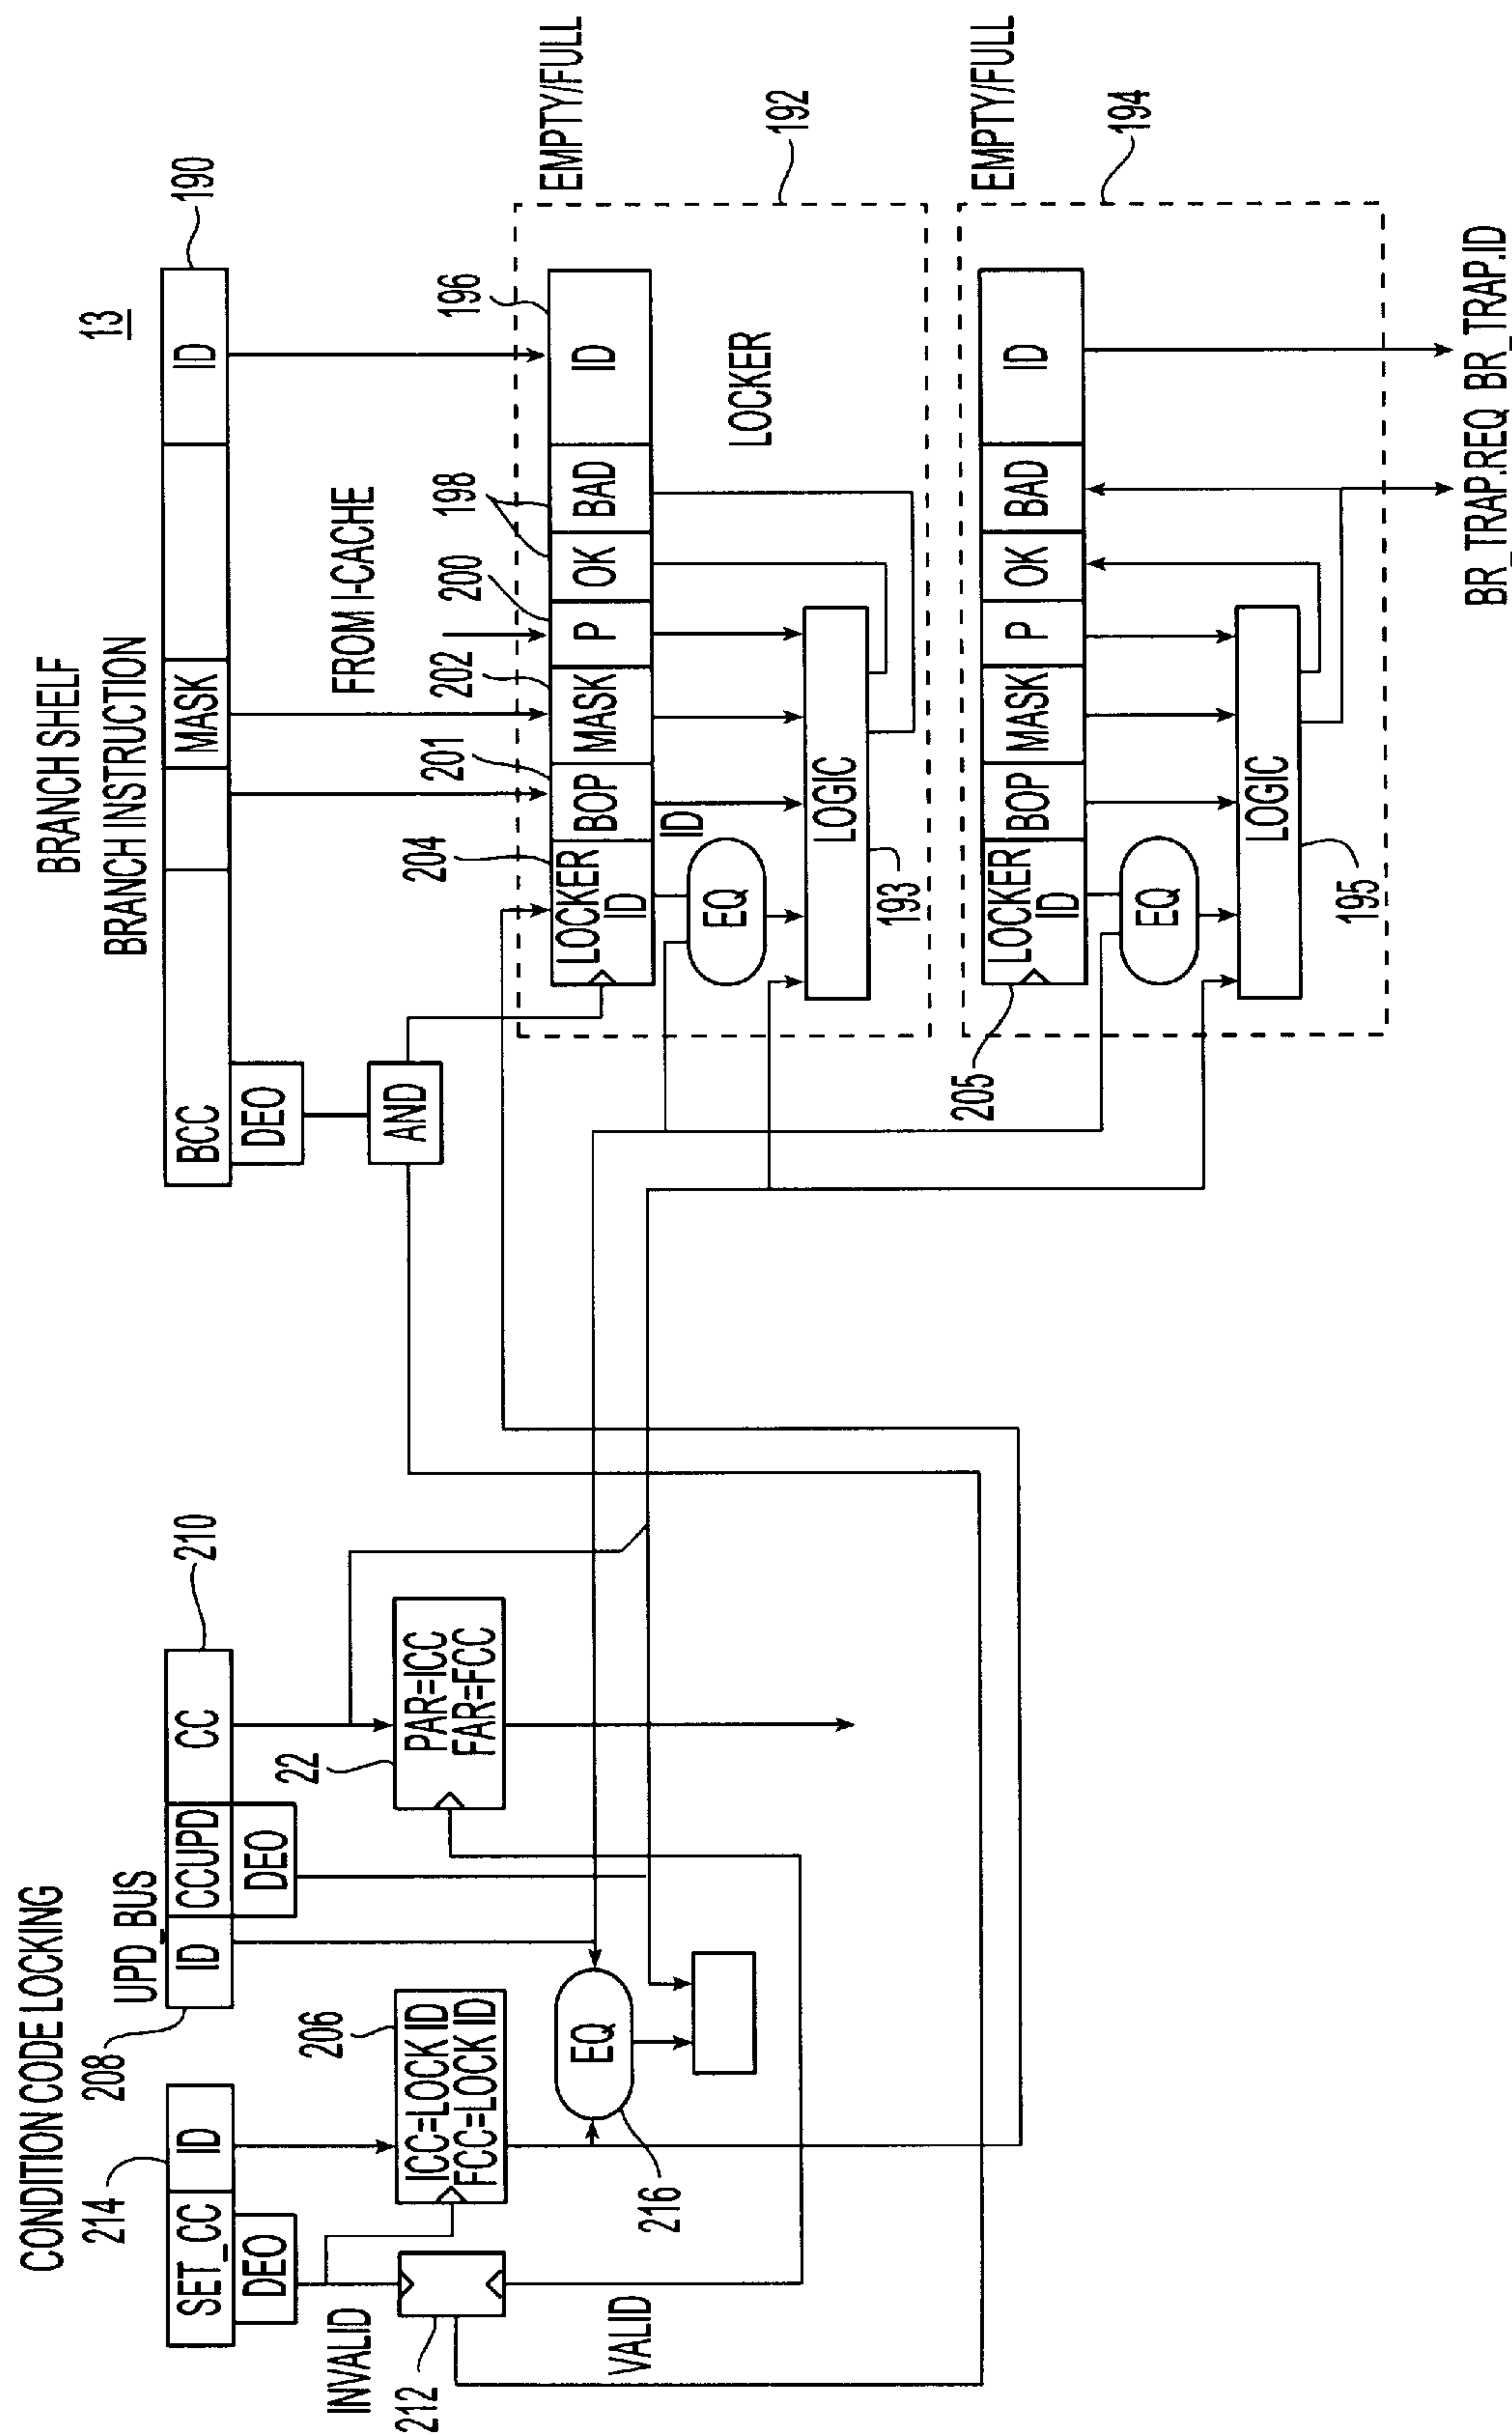 CONDITION CODE LOCKING
214
SET_CC
ID
DEO
INVALID
212
VALID
206
ICC=LOCK ID
FCC=LOCK ID
EQ
216
UPD_BUS
208
ID
CCUPD
CC
210
DEO
22
PAR=ICC
FAR=FCC
BRANCH SHELF
13
BRANCH INSTRUCTION
BCC
MASK
ID
190
DEO
AND
FROM I-CACHE
204
201
202
200
198
196
EMPTY/FULL
LOCKER
ID
BOP
MASK
P
OK
BAD
ID
ID
EQ
LOCKER
LOGIC
193
192
EMPTY/FULL
205
LOCKER
ID
BOP
MASK
P
OK
BAD
ID
EQ
LOGIC
195
194
BR_TRAP.REQ
BR_TRAP.ID